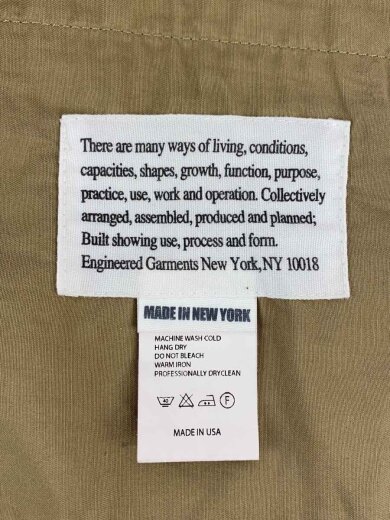 There are many ways of living, conditions,
capacities, shapes, growth, function, purpose,
practice, use, work and operation. Collectively
arranged, assembled, produced and planned;
Built showing use, process and form.
Engineered Garments New York,NY 10018
MADE IN NEW YORK
MACHINE WASH COLD
HANG DRY
DO NOT BLEACH
WARM IRON
PROFESSIONALLY DRYCLEAN
F
MADE IN USA